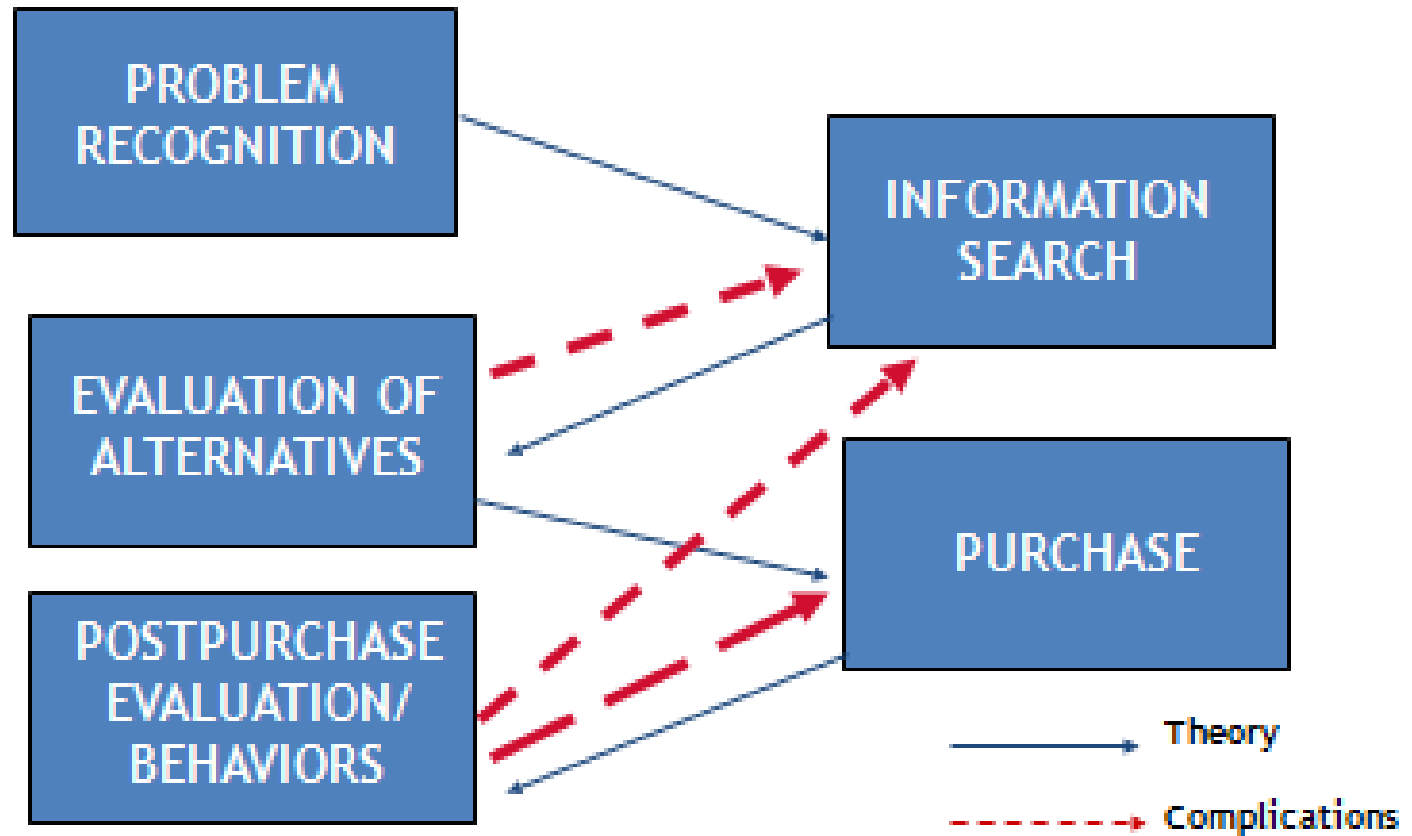 PROBLEM
RECOGNITION
INFORMATION
SEARCH
EVALUATION OF
ALTERNATIVES
PURCHASE
POSTPURCHASE
EVALUATION/
BEHAVIORS
Theory
Complications